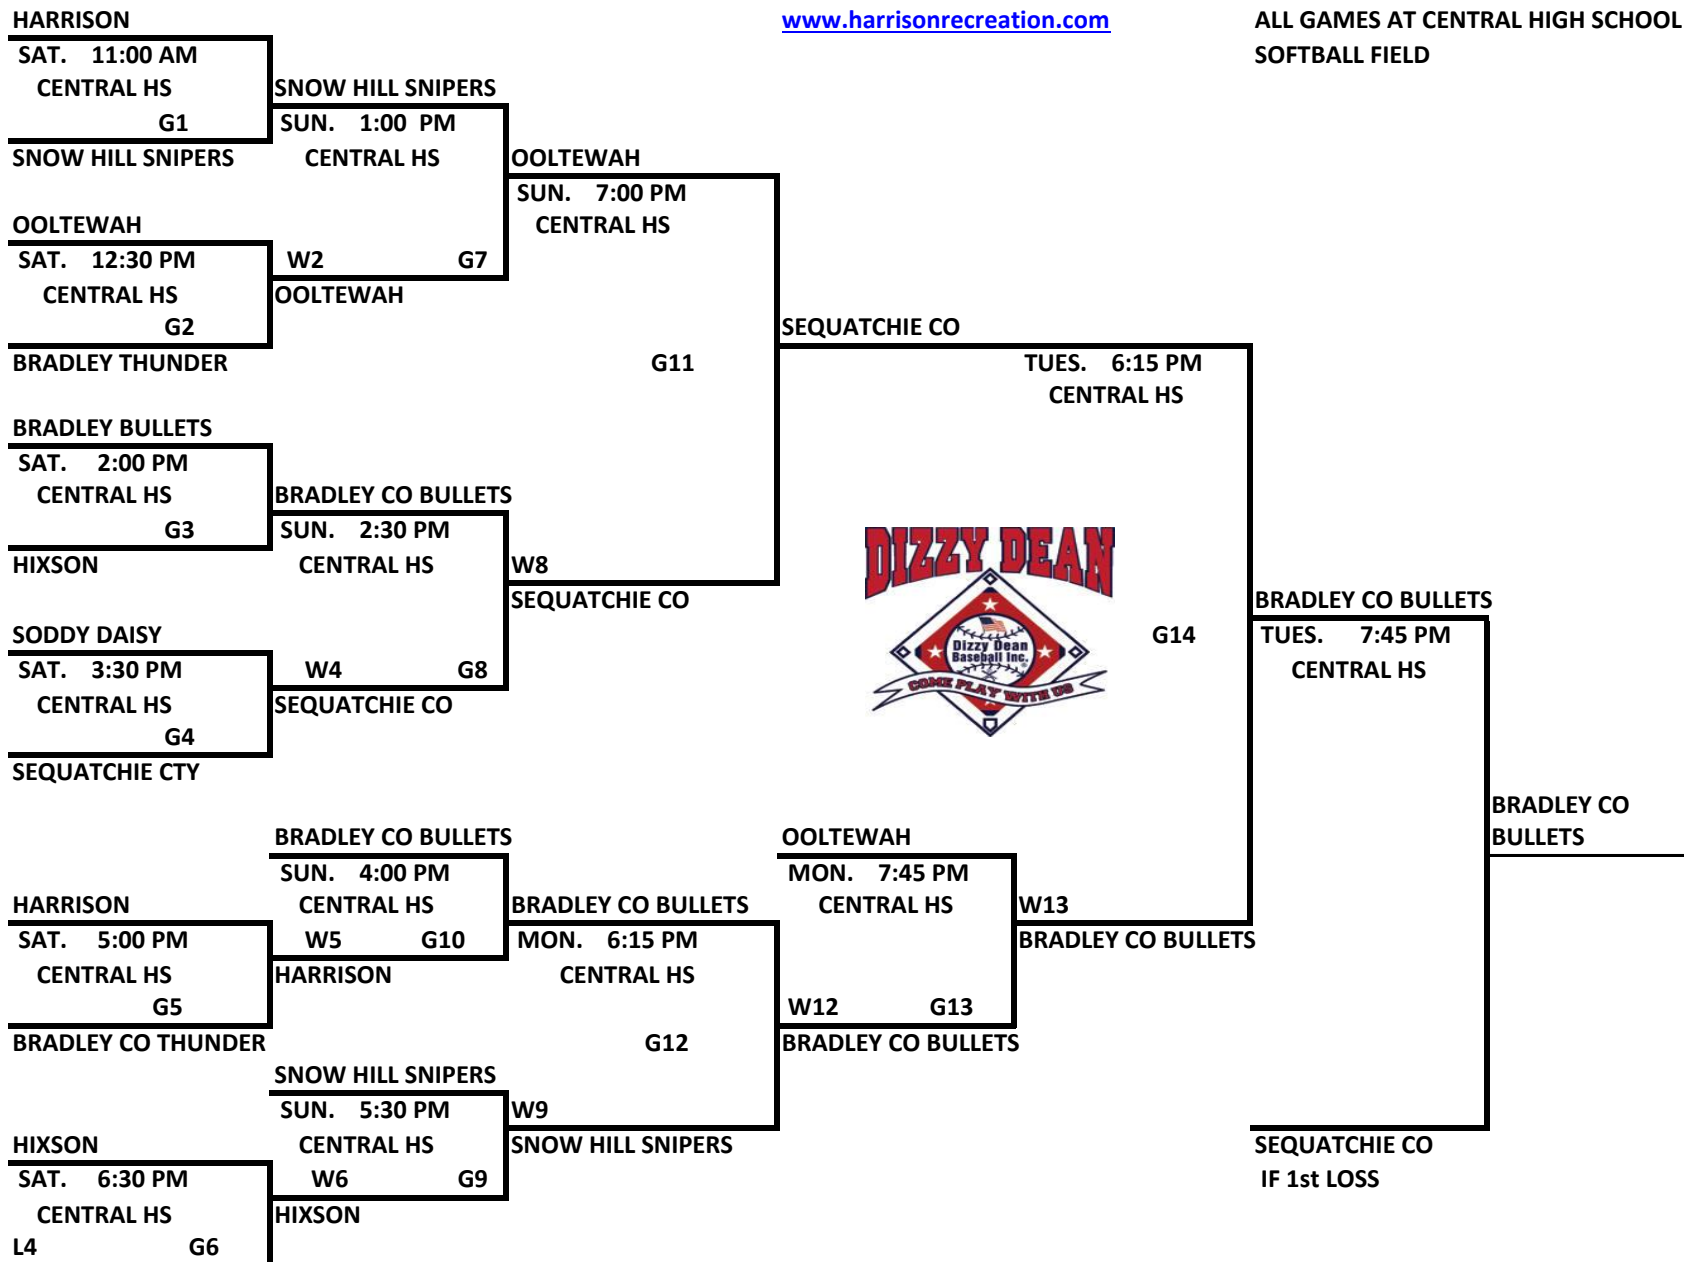 HARRISON
www.harrisonrecreation.com
ALL GAMES AT CENTRAL HIGH SCHOOL
SAT. 11:00 AM
SOFTBALL FIELD
CENTRAL HS
SNOW HILL SNIPERS
G1
SUN. 1:00 PM
SNOW HILL SNIPERS
CENTRAL HS
OOLTEWAH
SUN. 7:00 PM
OOLTEWAH
CENTRAL HS
SAT. 12:30 PM
W2 G7
CENTRAL HS
OOLTEWAH
G2
SEQUATCHIE CO
BRADLEY THUNDER
G11
TUES. 6:15 PM
CENTRAL HS
BRADLEY BULLETS
SAT. 2:00 PM
CENTRAL HS
BRADLEY CO BULLETS
G3
SUN. 2:30 PM
HIXSON
CENTRAL HS
W8
DIZZY DEAN
SEQUATCHIE CO
BRADLEY CO BULLETS
SODDY DAISY
Dizzy Dean
Baseball Inc.
G14
TUES. 7:45 PM
SAT. 3:30 PM
W4 G8
CENTRAL HS
COME PLAY WITH US
CENTRAL HS
SEQUATCHIE CO
G4
SEQUATCHIE CTY
BRADLEY CO
BULLETS
BRADLEY CO BULLETS
OOLTEWAH
SUN. 4:00 PM
MON. 7:45 PM
HARRISON
CENTRAL HS
BRADLEY CO BULLETS
CENTRAL HS
W13
SAT. 5:00 PM
W5 G10
MON. 6:15 PM
BRADLEY CO BULLETS
CENTRAL HS
HARRISON
CENTRAL HS
G5
W12 G13
BRADLEY CO THUNDER
G12
BRADLEY CO BULLETS
SNOW HILL SNIPERS
SUN. 5:30 PM
W9
HIXSON
CENTRAL HS
SNOW HILL SNIPERS
SEQUATCHIE CO
SAT. 6:30 PM
W6 G9
IF 1st LOSS
CENTRAL HS
HIXSON
L4 G6